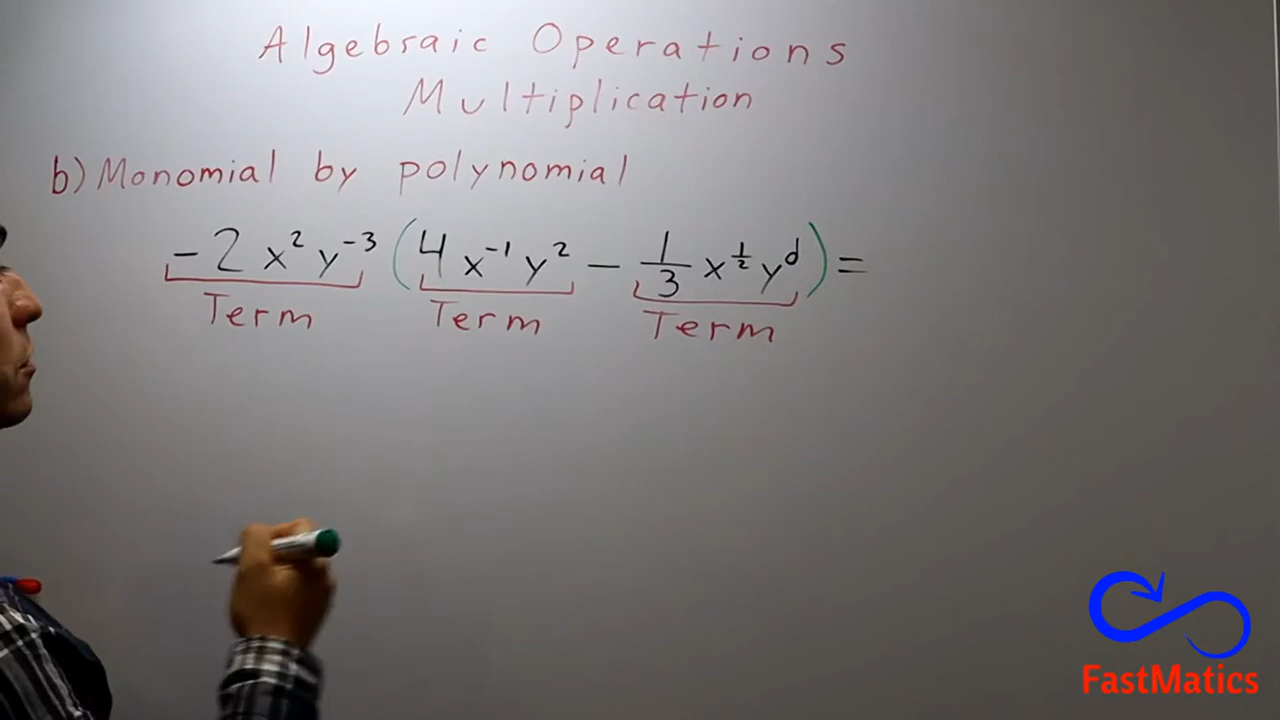 Algebraic Operations
Multiplication
b) Monomial by polynomial
-2x²y⁻³(4x⁻¹y² - 1/3 x^(1/2) y^d) =
Term Term Term
FastMatics